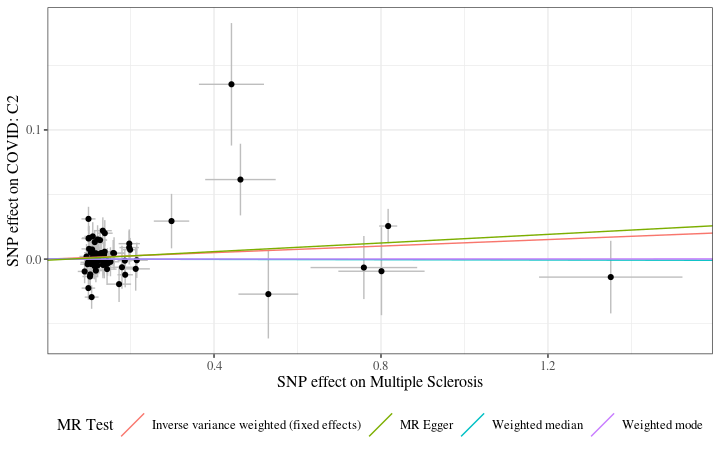 SNP effect on COVID: C2
0.1
0.0
0.4
0.8
1.2
SNP effect on Multiple Sclerosis
MR Test
Inverse variance weighted (fixed effects)
MR Egger
Weighted median
Weighted mode